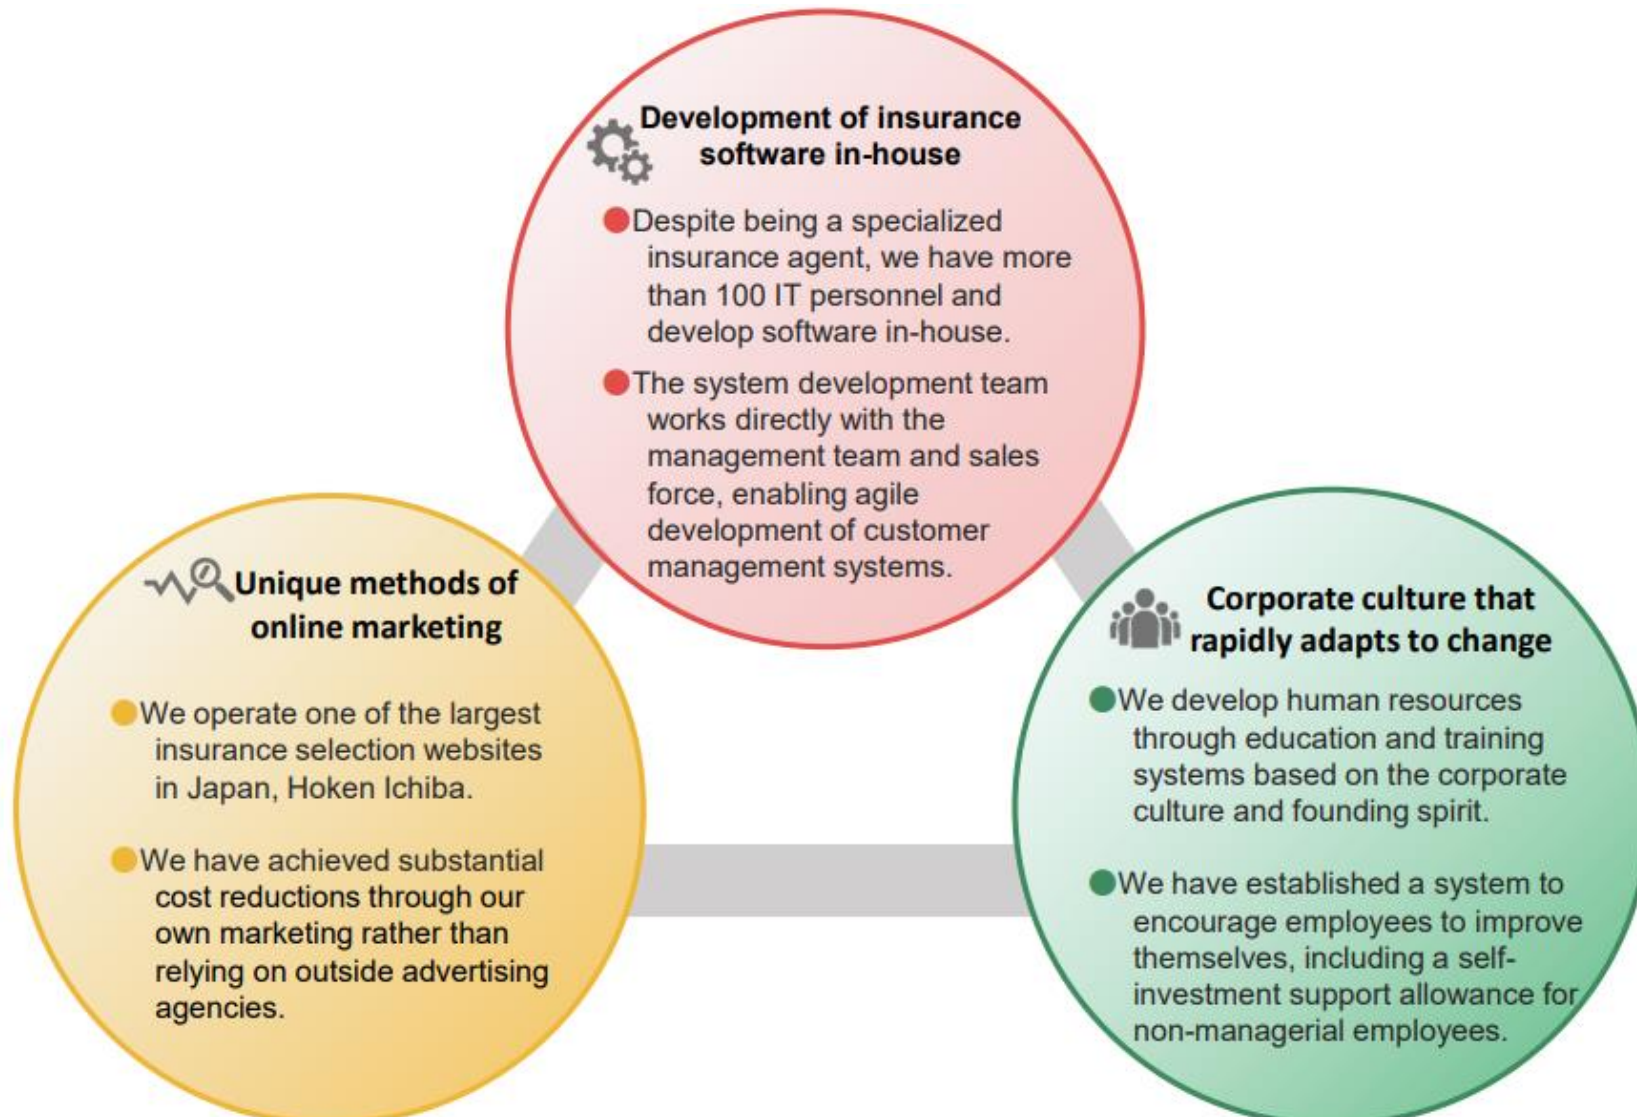 Development of insurance
software in-house
Despite being a specialized
insurance agent, we have more
than 100 IT personnel and
develop software in-house.
The system development team
works directly with the
management team and sales
force, enabling agile
development of customer
management systems.
Unique methods of
online marketing
We operate one of the largest
insurance selection websites
in Japan, Hoken Ichiba.
We have achieved substantial
cost reductions through our
own marketing rather than
relying on outside advertising
agencies.
Corporate culture that
rapidly adapts to change
We develop human resources
through education and training
systems based on the corporate
culture and founding spirit.
We have established a system to
encourage employees to improve
themselves, including a self-
investment support allowance for
non-managerial employees.